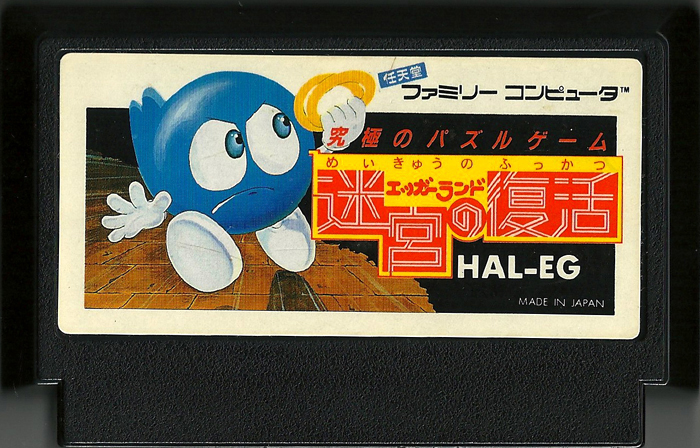 任天堂
ファミリー コンピュータ™
究極のパズルゲーム
めいきゅうのふっかつ
エッガーランド
迷宮の復活
HAL-EG
MADE IN JAPAN